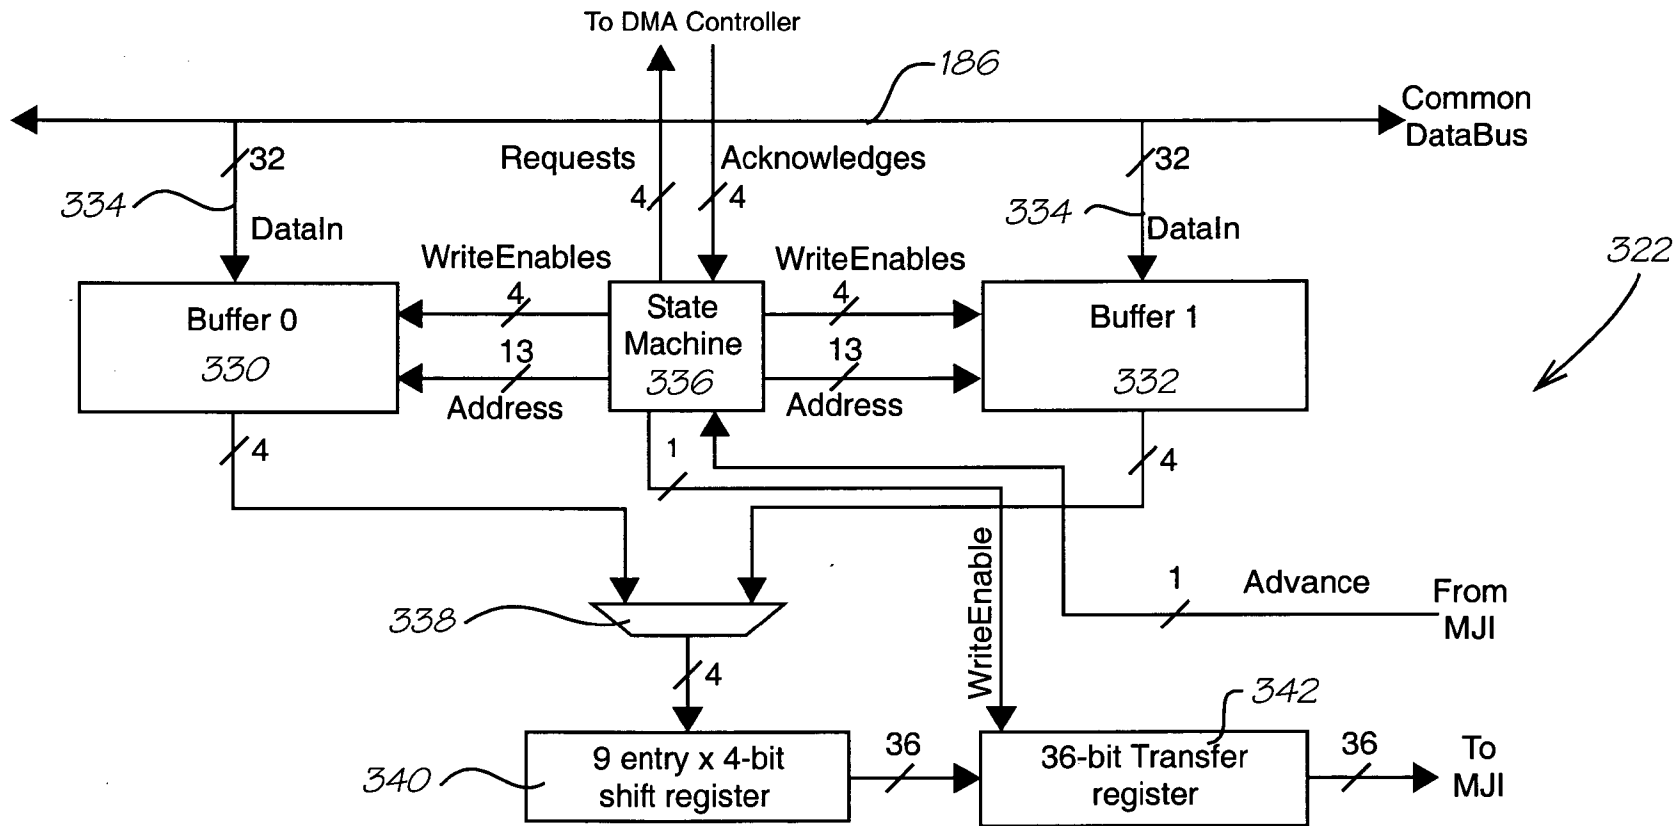 To DMA Controller
186
Common
DataBus
32
Requests
Acknowledges
32
334
4
4
334
DataIn
DataIn
WriteEnables
WriteEnables
322
Buffer 0
4
State
4
Buffer 1
Machine
330
13
336
13
332
Address
Address
4
1
4
WriteEnable
1
Advance
From
MJI
338
4
342
9 entry x 4-bit
shift register
36
36-bit Transfer
register
36
To
MJI
340